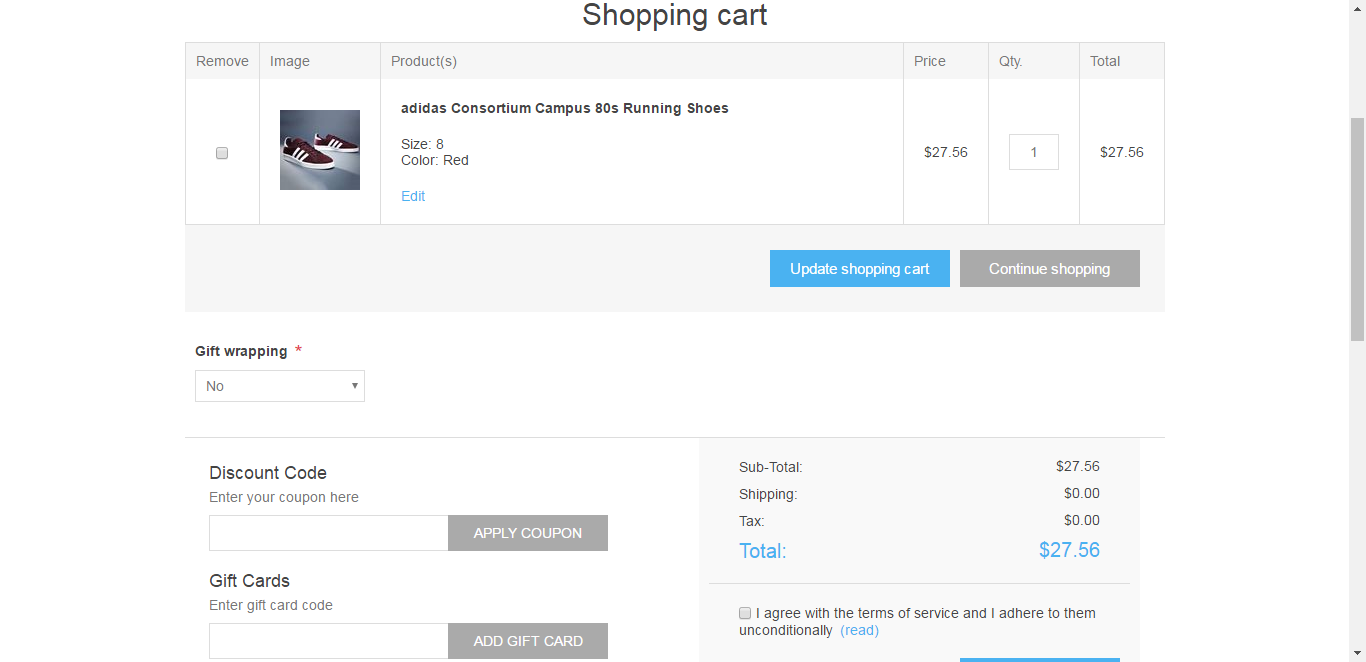 Shopping cart
Remove Image Product(s) Price Qty. Total
adidas Consortium Campus 80s Running Shoes
Size: 8
Color: Red
$27.56 1 $27.56
Edit
Update shopping cart Continue shopping
Gift wrapping *
No
Discount Code
Enter your coupon here
APPLY COUPON
Gift Cards
Enter gift card code
ADD GIFT CARD
Sub-Total: $27.56
Shipping: $0.00
Tax: $0.00
Total: $27.56
I agree with the terms of service and I adhere to them
unconditionally (read)